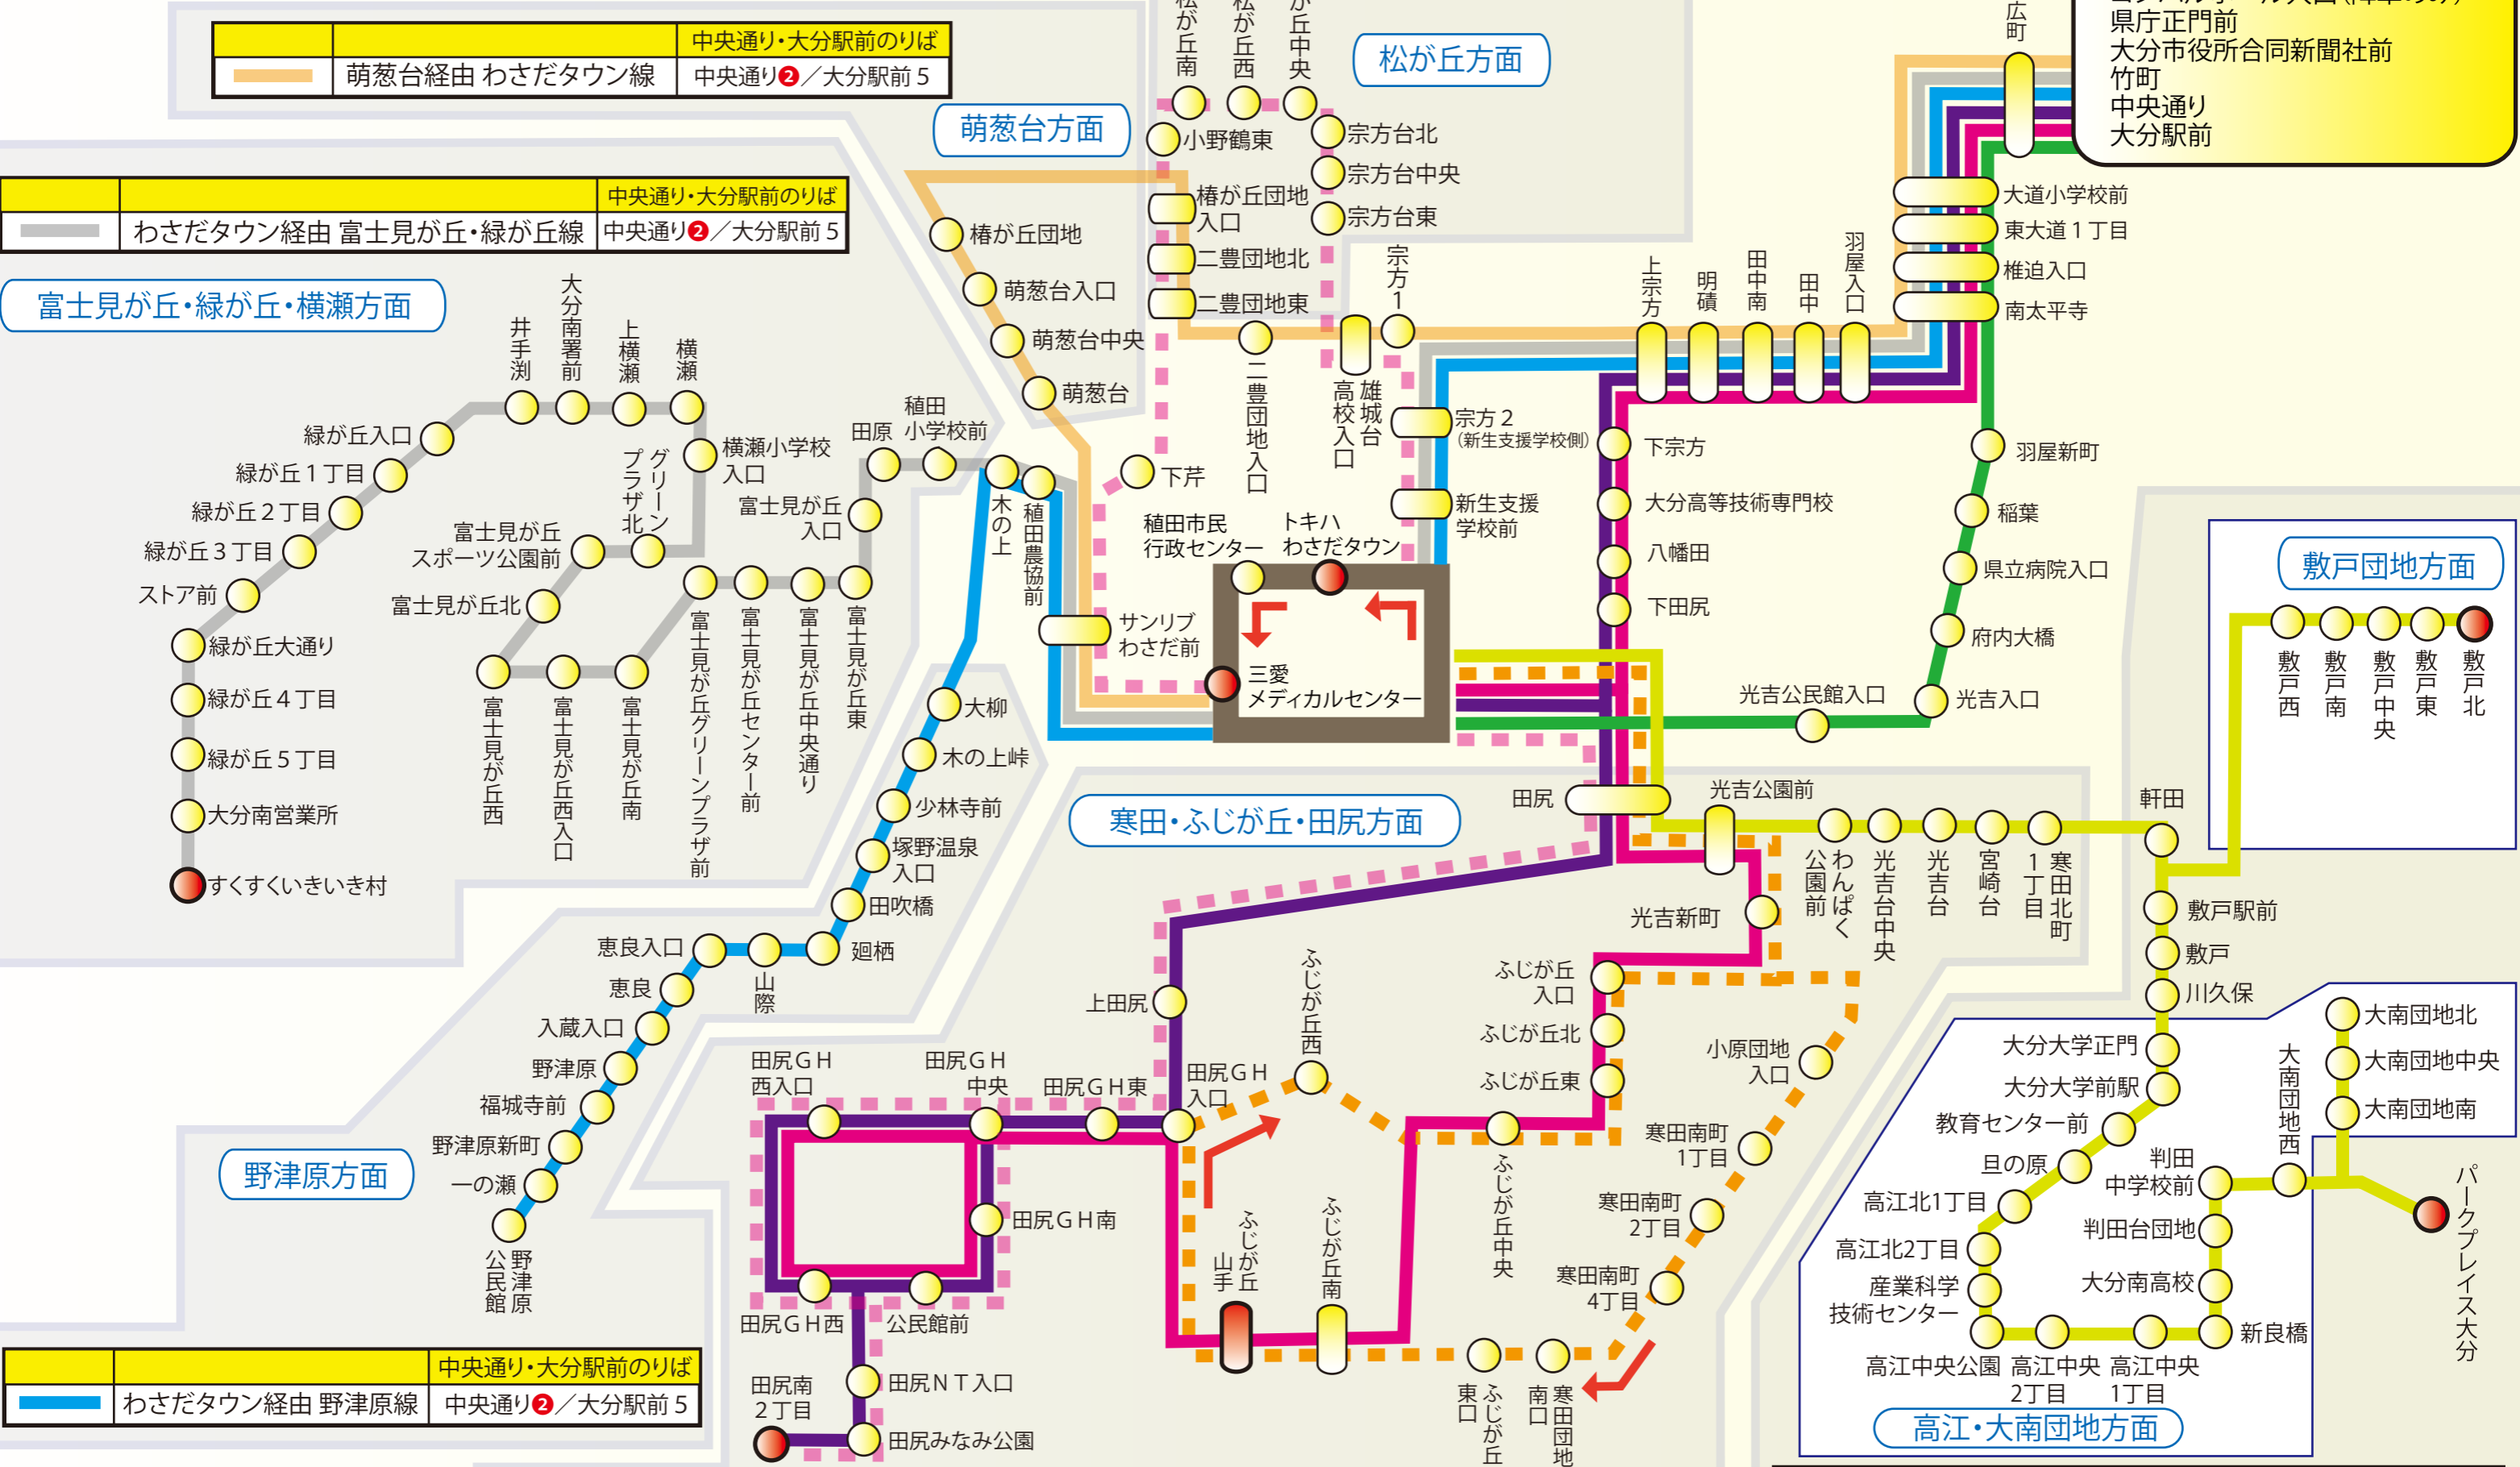 中央通り・大分駅前のりば
萌葱台経由 わさだタウン線
中央通り❷／大分駅前 5
中央通り・大分駅前のりば
わさだタウン経由 富士見が丘・緑が丘線
中央通り❷／大分駅前 5
富士見が丘・緑が丘・横瀬方面
萌葱台方面
松が丘方面
松が丘南
松が丘西
が丘中央
広町
県庁正門前
大分市役所合同新聞社前
竹町
中央通り
大分駅前
小野鶴東
宗方台北
宗方台中央
宗方台東
椿が丘団地
入口
二豊団地北
二豊団地東
椿が丘団地
萌葱台入口
萌葱台中央
萌葱台
宗方1
二豊団地入口
雄城台
高校入口
上宗方
明磧
田中南
田中
羽屋入口
大道小学校前
東大道１丁目
椎迫入口
南太平寺
羽屋新町
稲葉
県立病院入口
府内大橋
光吉入口
光吉公民館入口
宗方２
（新生支援学校側）
新生支援
学校前
下宗方
大分高等技術専門校
八幡田
下田尻
井手渕
大分南署前
上横瀬
横瀬
横瀬小学校
入口
グリーン
プラザ北
富士見が丘
スポーツ公園前
富士見が丘北
富士見が丘西
富士見が丘西入口
富士見が丘南
富士見が丘グリーンプラザ前
富士見が丘センター前
富士見が丘中央通り
富士見が丘東
富士見が丘
入口
田原
稙田
小学校前
木の上
稙田農協前
緑が丘入口
緑が丘１丁目
緑が丘２丁目
緑が丘３丁目
ストア前
緑が丘大通り
緑が丘４丁目
緑が丘５丁目
大分南営業所
すくすくいきいき村
下芹
サンリブ
わさだ前
稙田市民
行政センター
トキハ
わさだタウン
三愛
メディカルセンター
大柳
木の上峠
少林寺前
塚野温泉
入口
田吹橋
廻栖
山際
恵良入口
恵良
入蔵入口
野津原
福城寺前
野津原新町
一の瀬
野津原
公民館
野津原方面
中央通り・大分駅前のりば
わさだタウン経由 野津原線
中央通り❷／大分駅前 5
寒田・ふじが丘・田尻方面
田尻
光吉公園前
わんぱく
公園前
光吉台中央
光吉台
宮崎台
寒田北町
1丁目
光吉新町
ふじが丘
入口
ふじが丘北
ふじが丘東
ふじが丘中央
ふじが丘西
ふじが丘南
ふじが丘
山手
上田尻
田尻ＧＨ
入口
田尻ＧＨ東
田尻ＧＨ
中央
田尻ＧＨ
西入口
田尻ＧＨ南
田尻ＧＨ西
公民館前
田尻ＮＴ入口
田尻みなみ公園
田尻南
２丁目
小原団地
入口
寒田南町
1丁目
寒田南町
2丁目
寒田南町
4丁目
寒田団地
南口
ふじが丘
東口
敷戸団地方面
敷戸西
敷戸南
敷戸中央
敷戸東
敷戸北
軒田
敷戸駅前
敷戸
川久保
大分大学正門
大分大学前駅
教育センター前
旦の原
高江北1丁目
高江北2丁目
産業科学
技術センター
高江中央公園
高江中央
2丁目
高江中央
1丁目
新良橋
大分南高校
判田台団地
判田
中学校前
大南団地西
大南団地北
大南団地中央
大南団地南
パークプレイス大分
高江・大南団地方面